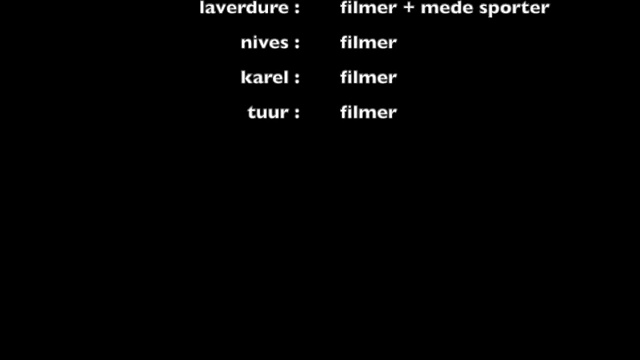 laverdure : filmer + mede sporter
nives : filmer
karel : filmer
tuur : filmer